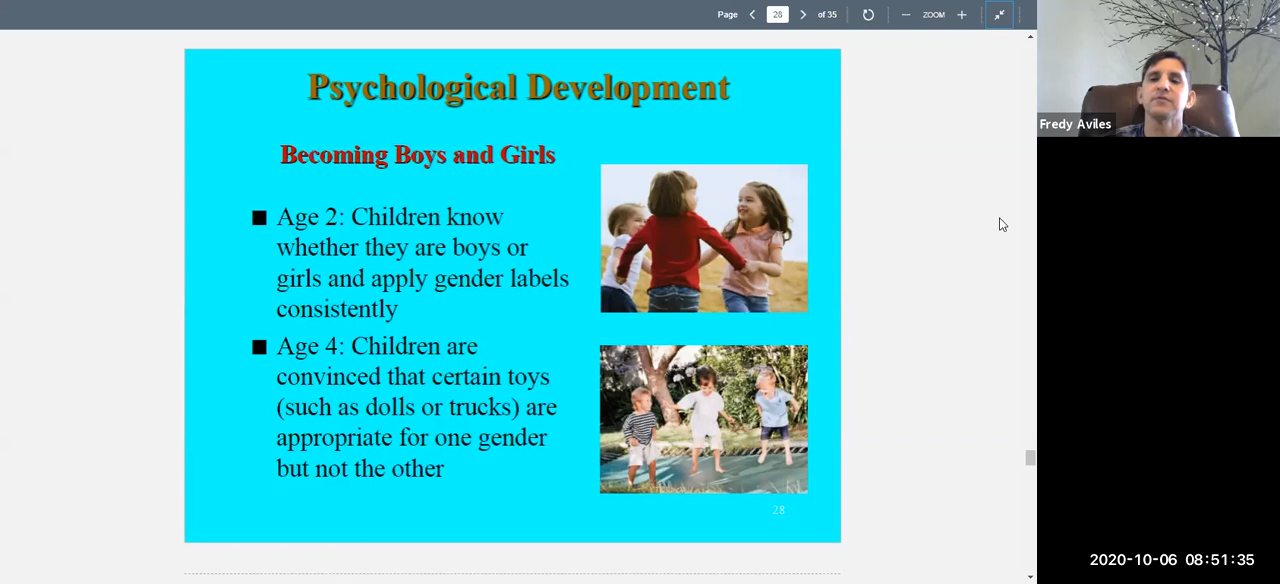 Page 28 of 35 ZOOM
Psychological Development
Becoming Boys and Girls
Age 2: Children know
whether they are boys or
girls and apply gender labels
consistently
Age 4: Children are
convinced that certain toys
(such as dolls or trucks) are
appropriate for one gender
but not the other
28
Fredy Aviles
2020-10-06 08:51:35